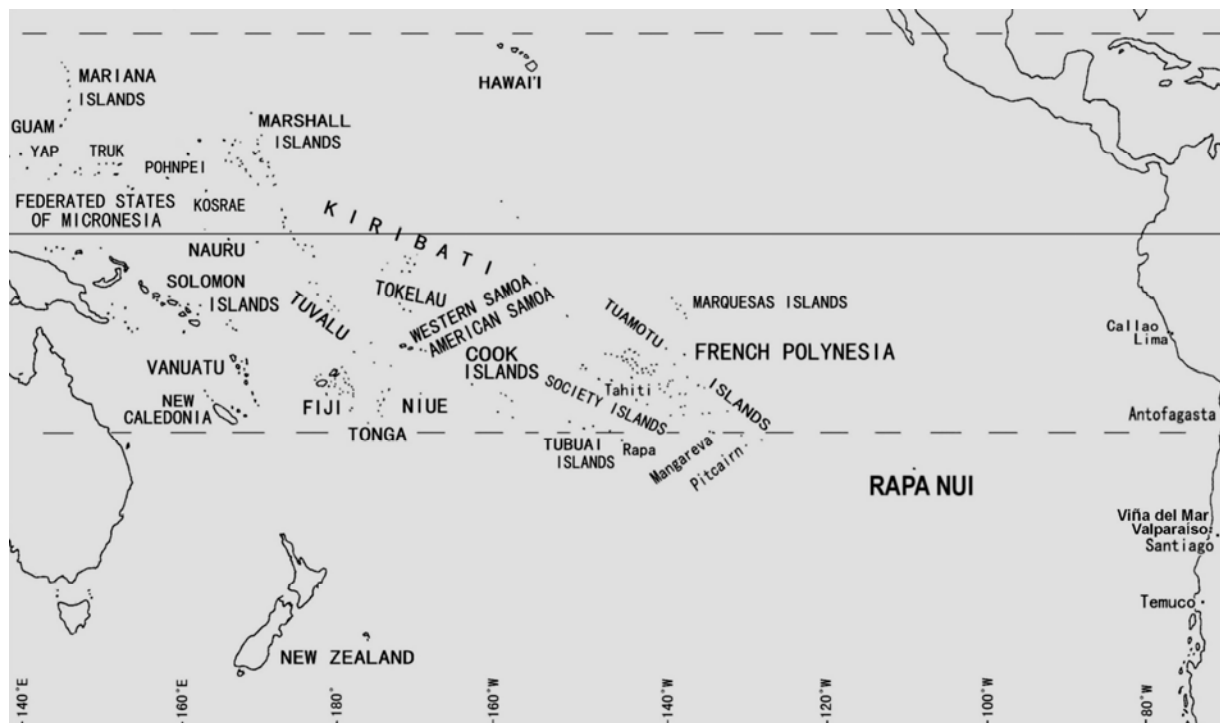 MARIANA
ISLANDS
HAWAI'I
GUAM
MARSHALL
ISLANDS
YAP
TRUK
POHNPEI
FEDERATED STATES
OF MICRONESIA
KOSRAE
KIRIBATI
NAURU
SOLOMON
ISLANDS
TUVALU
TOKELAU
WESTERN SAMOA
AMERICAN SAMOA
MARQUESAS ISLANDS
TUAMOTU
ISLANDS
Callao
Lima
VANUATU
COOK
ISLANDS
FRENCH POLYNESIA
SOCIETY ISLANDS
Tahiti
NEW
CALEDONIA
FIJI
NIUE
Antofagasta
TONGA
TUBUAI
ISLANDS
Rapa
Mangareva
Pitcairn
RAPA NUI
Viña del Mar
Valparaíso
Santiago
Temuco
NEW ZEALAND
140°E
160°E
180°
160°W
140°W
100°W
80°W